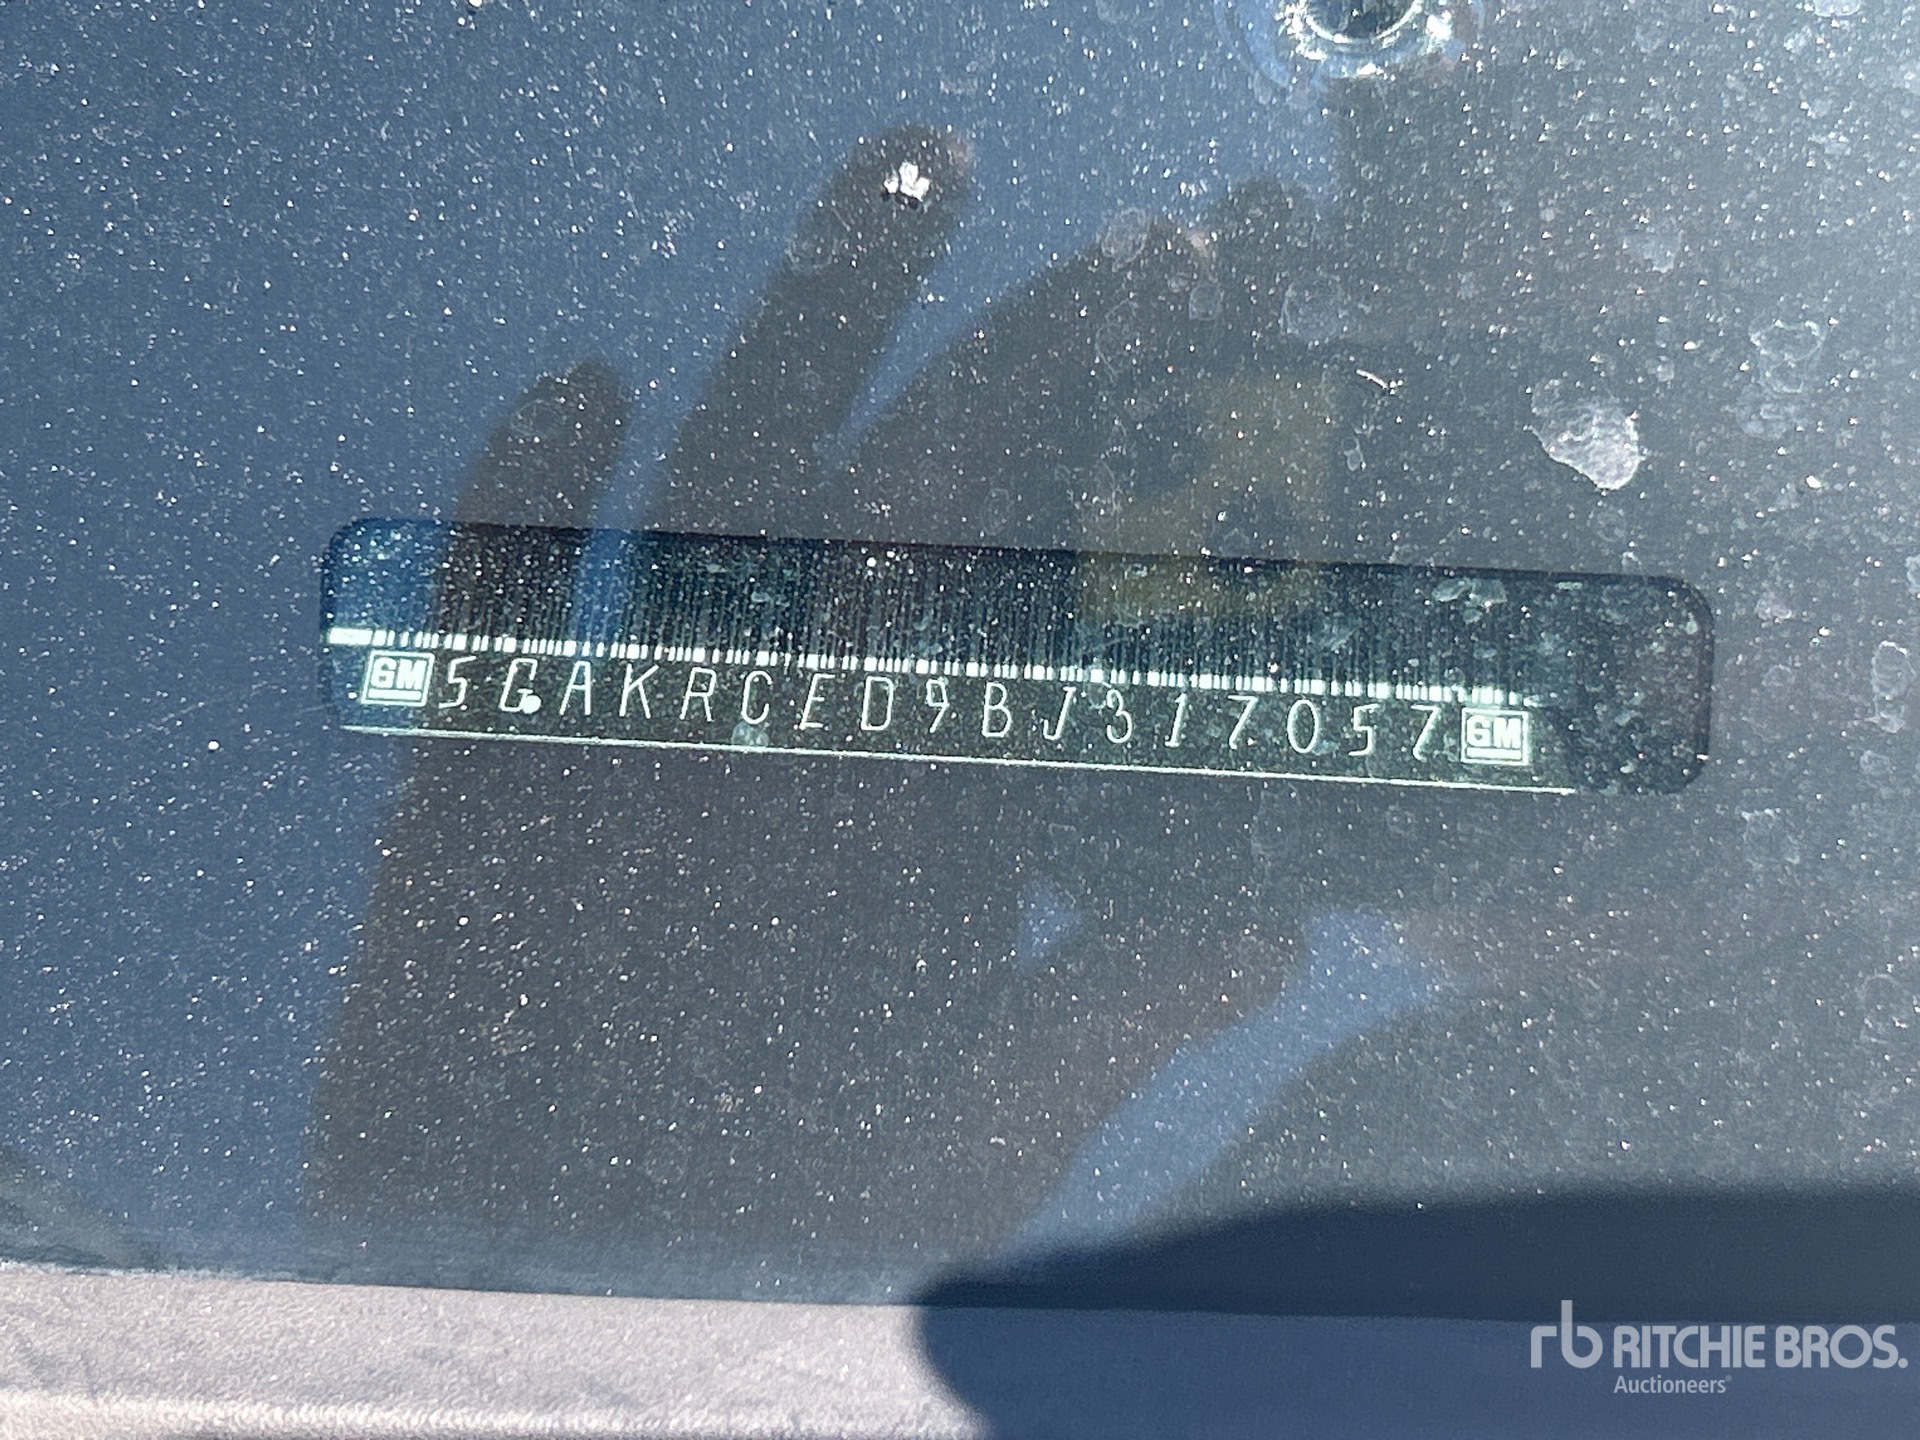 GM 5GAKRCED9BJ317057 GM
rb RITCHIE BROS.
Auctioneers®